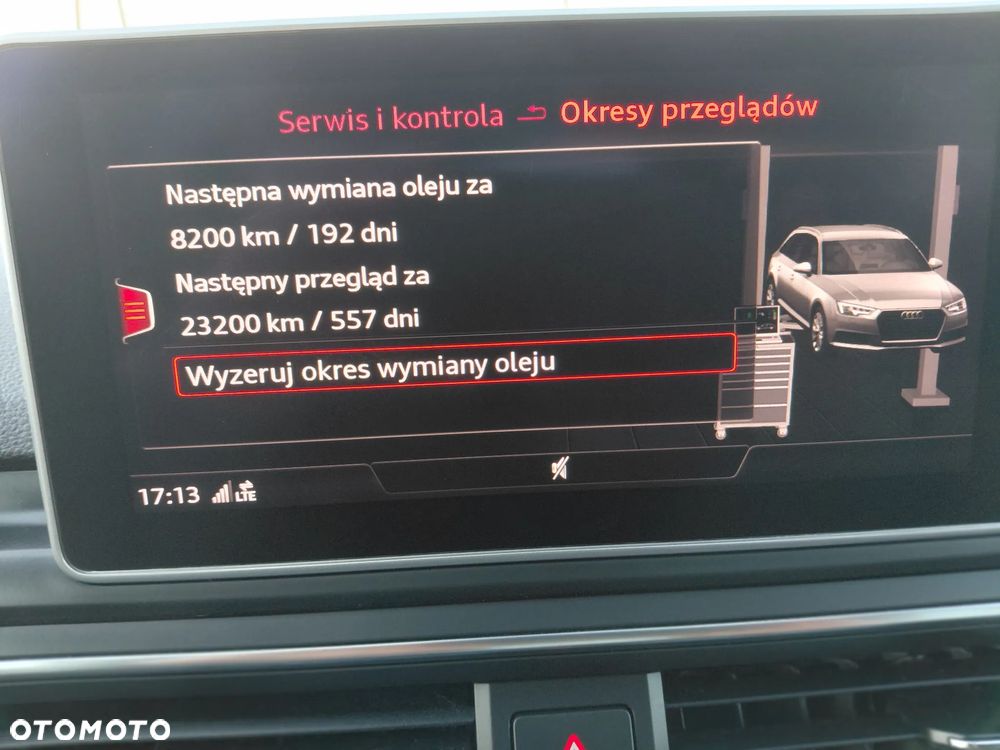 Serwis i kontrola Okresy przeglądów
Następna wymiana oleju za
8200 km / 192 dni
Następny przegląd za
23200 km / 557 dni
Wyzeruj okres wymiany oleju
17:13 LTE
OTOMOTO